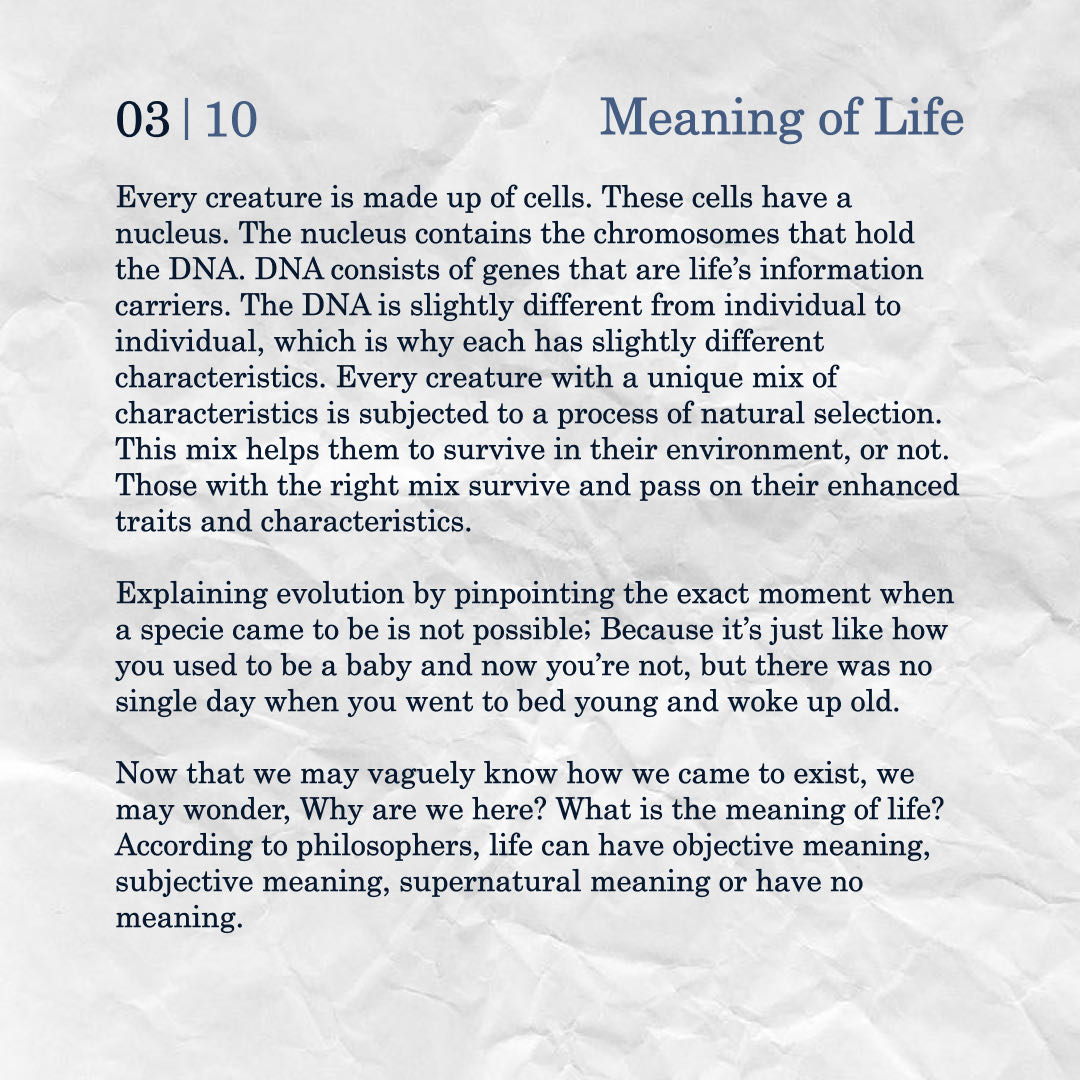 03 | 10
Meaning of Life
Every creature is made up of cells. These cells have a
nucleus. The nucleus contains the chromosomes that hold
the DNA. DNA consists of genes that are life’s information
carriers. The DNA is slightly different from individual to
individual, which is why each has slightly different
characteristics. Every creature with a unique mix of
characteristics is subjected to a process of natural selection.
This mix helps them to survive in their environment, or not.
Those with the right mix survive and pass on their enhanced
traits and characteristics.
Explaining evolution by pinpointing the exact moment when
a specie came to be is not possible; Because it’s just like how
you used to be a baby and now you’re not, but there was no
single day when you went to bed young and woke up old.
Now that we may vaguely know how we came to exist, we
may wonder, Why are we here? What is the meaning of life?
According to philosophers, life can have objective meaning,
subjective meaning, supernatural meaning or have no
meaning.